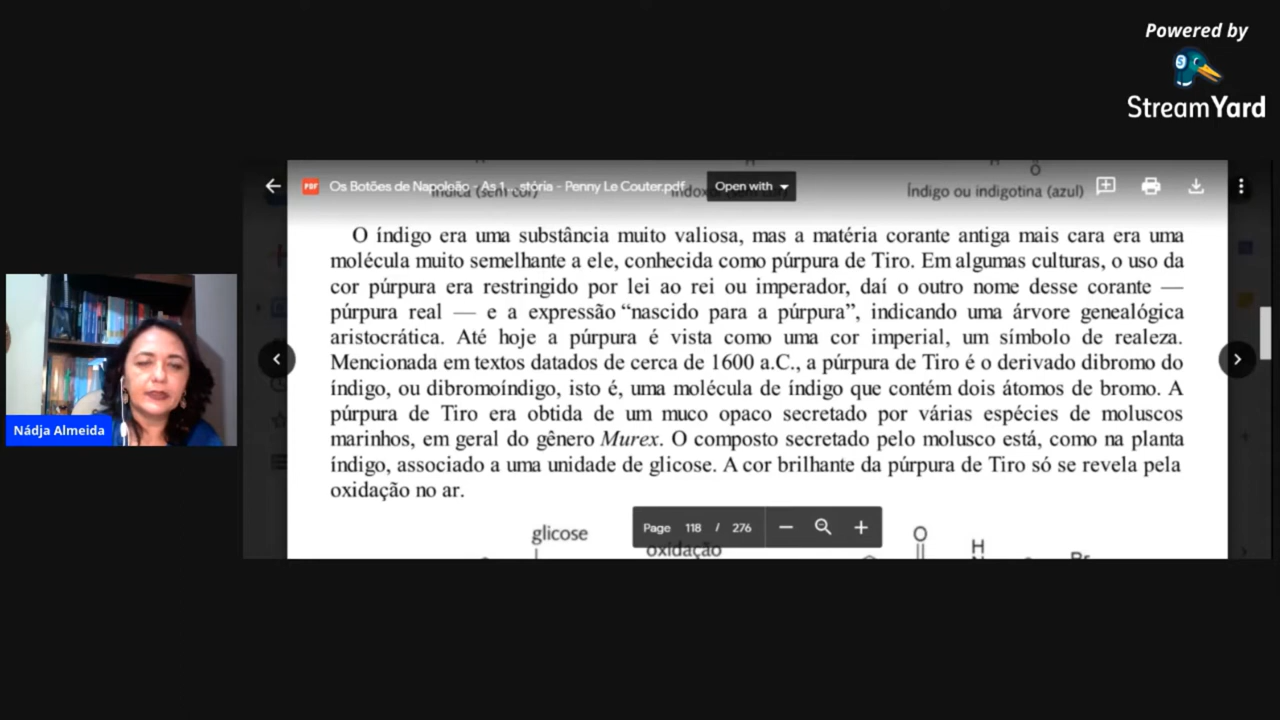 Powered by
StreamYard
Os Botões de Napoleão - As 1... stória - Penny Le Couter.pdf
Open with
Índica (sem cor)
Índigo ou indigotina (azul)
O índigo era uma substância muito valiosa, mas a matéria corante antiga mais cara era uma
molécula muito semelhante a ele, conhecida como púrpura de Tiro. Em algumas culturas, o uso da
cor púrpura era restringido por lei ao rei ou imperador, daí o outro nome desse corante —
púrpura real — e a expressão “nascido para a púrpura”, indicando uma árvore genealógica
aristocrática. Até hoje a púrpura é vista como uma cor imperial, um símbolo de realeza.
Mencionada em textos datados de cerca de 1600 a.C., a púrpura de Tiro é o derivado dibromo do
índigo, ou dibromoíndigo, isto é, uma molécula de índigo que contém dois átomos de bromo. A
púrpura de Tiro era obtida de um muco opaco secretado por várias espécies de moluscos
marinhos, em geral do gênero Murex. O composto secretado pelo molusco está, como na planta
índigo, associado a uma unidade de glicose. A cor brilhante da púrpura de Tiro só se revela pela
oxidação no ar.
Nádja Almeida
Page 118 / 276
glicose
oxidação
O
H
Br